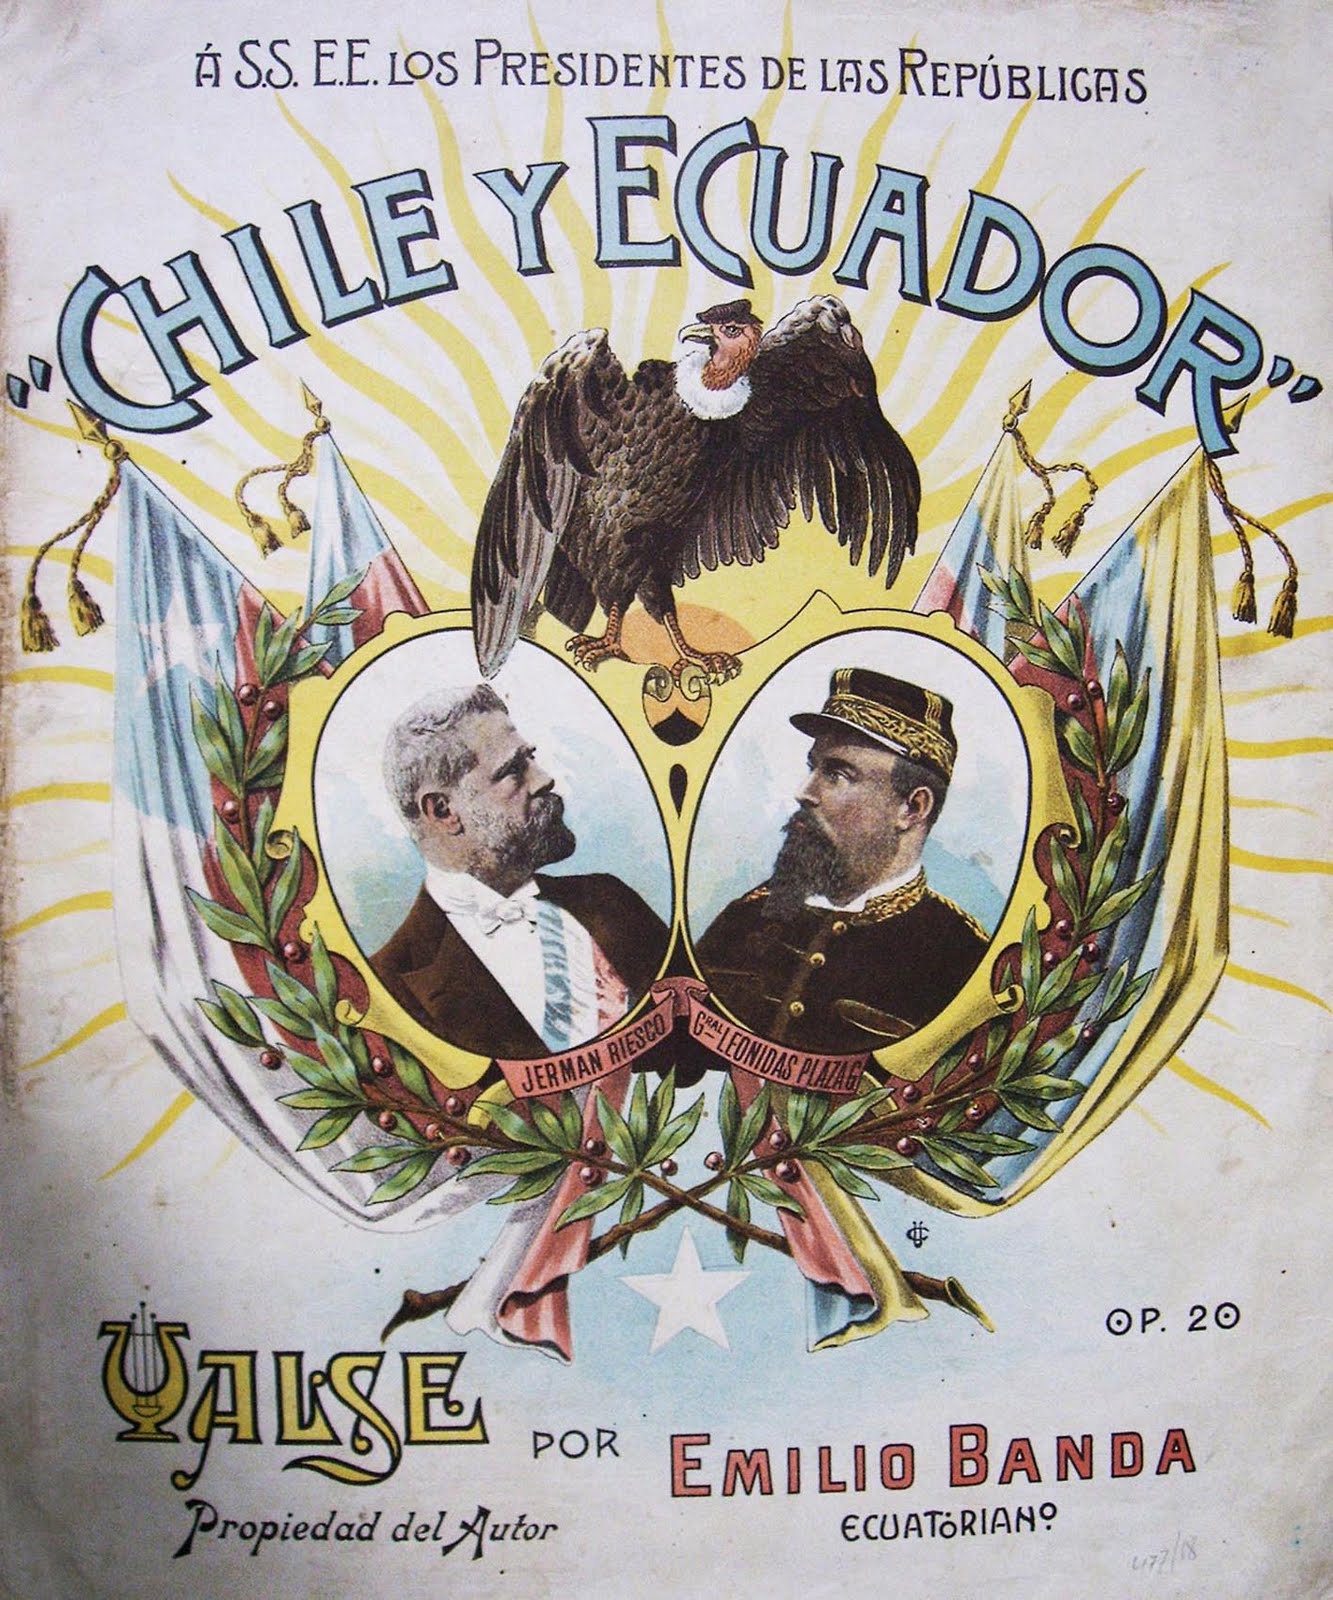 Á S.S. E.E. LOS PRESIDENTES DE LAS REPÚBLICAS
"CHILE Y ECUADOR"
JERMAN RIESCO
GRAL LEONIDAS PLAZA G.
OP. 20
VALSE POR EMILIO BANDA
Propiedad del Autor
ECUATORIANO